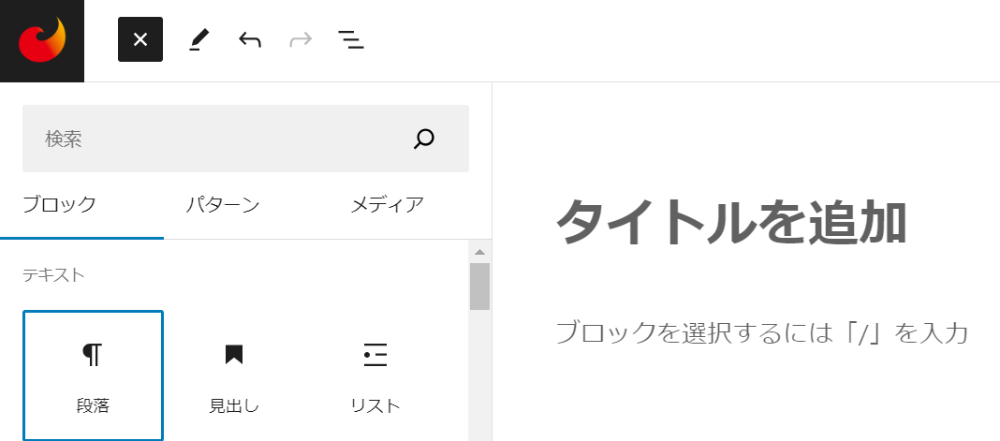 検索
ブロック パターン メディア
テキスト
段落 見出し リスト
タイトルを追加
ブロックを選択するには「/」を入力